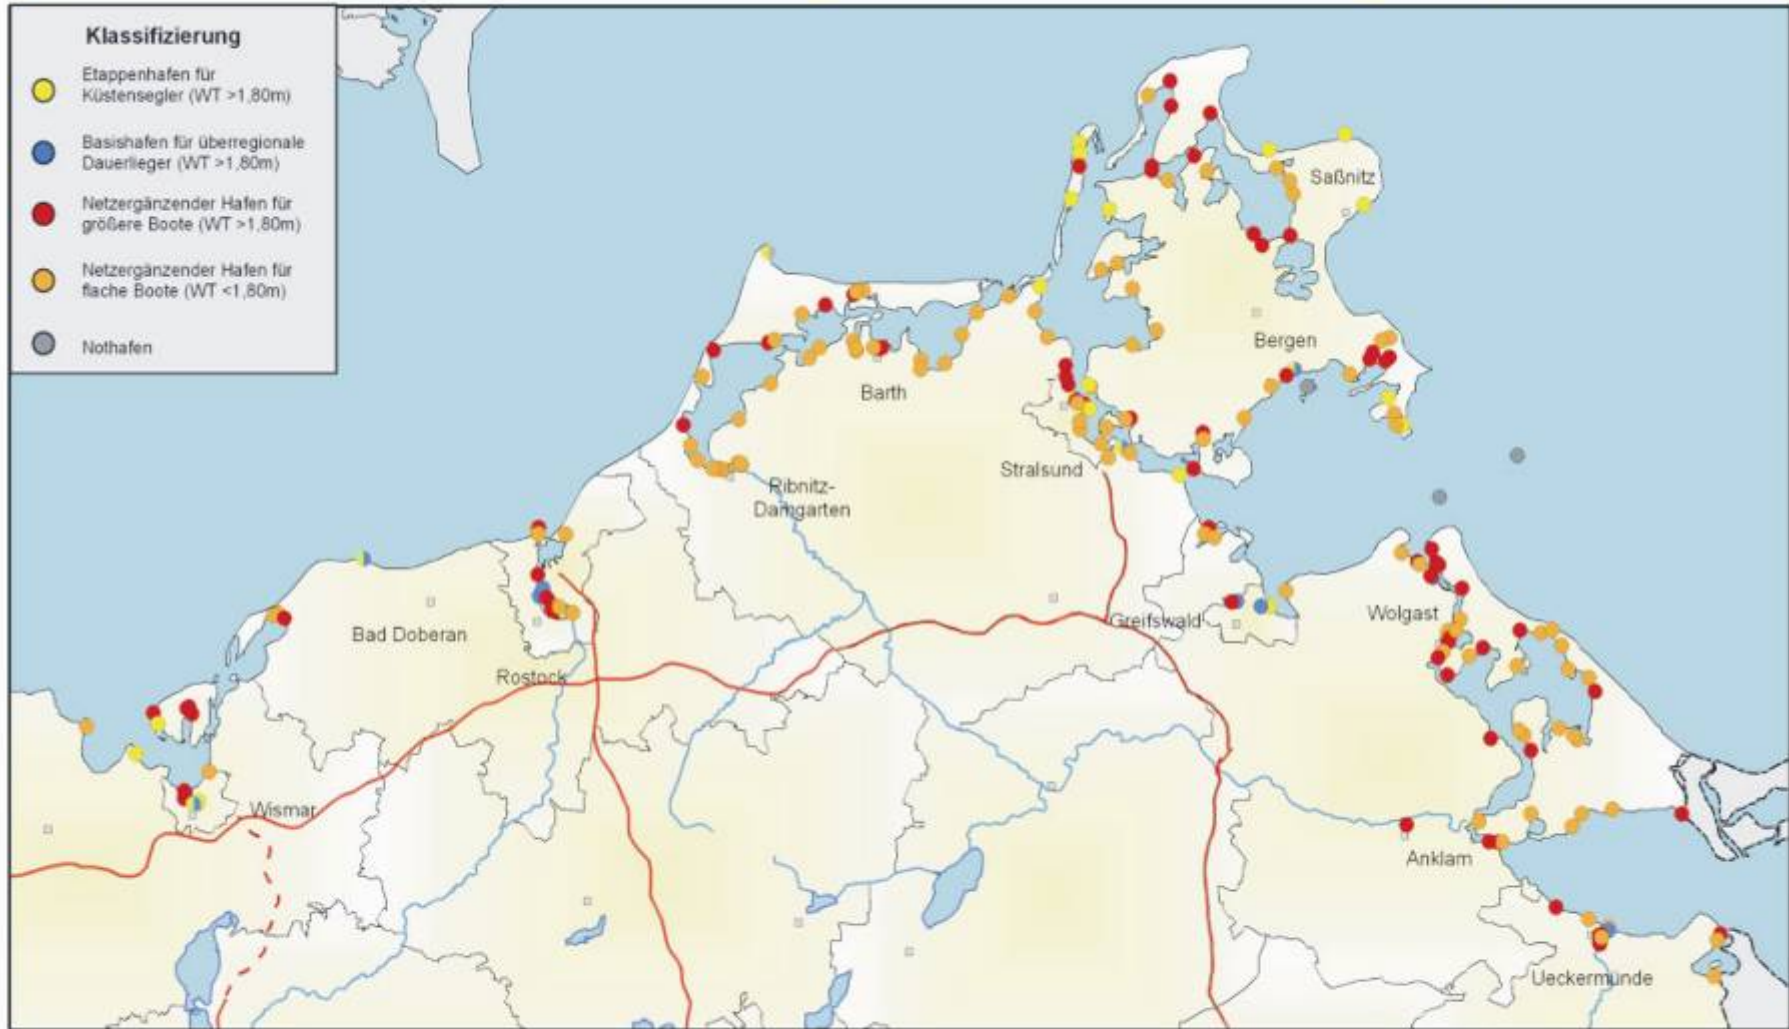 Klassifizierung
Etappenhafen für
Küstensegler (WT >1,80m)
Basishafen für überregionale
Dauerlieger (WT >1,80m)
Netzergänzender Hafen für
größere Boote (WT >1,80m)
Netzergänzender Hafen für
flache Boote (WT <1,80m)
Nothafen
Saßnitz
Bergen
Barth
Stralsund
Ribnitz-
Damgarten
Greifswald
Wolgast
Bad Doberan
Rostock
Wismar
Anklam
Ueckermünde